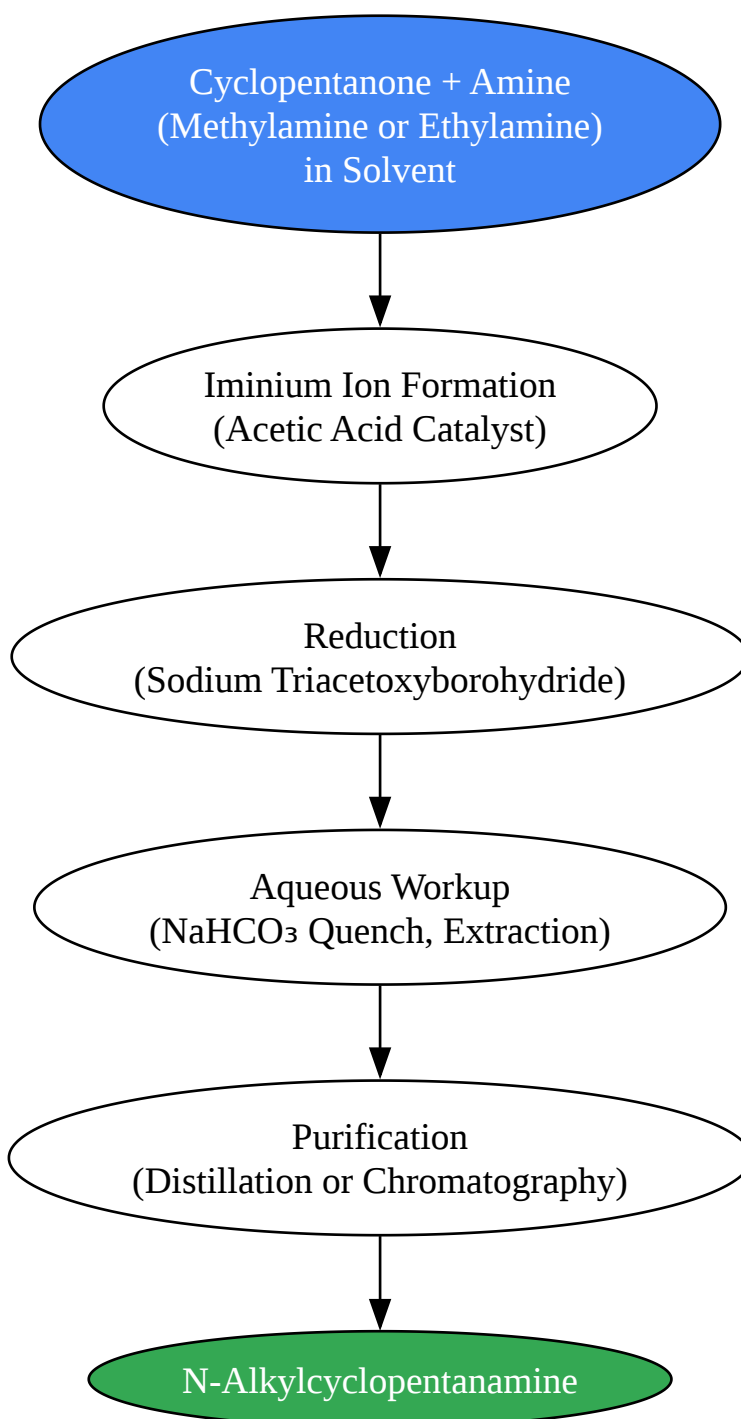 Cyclopentanone + Amine
(Methylamine or Ethylamine)
in Solvent
Iminium Ion Formation
(Acetic Acid Catalyst)
Reduction
(Sodium Triacetoxyborohydride)
Aqueous Workup
(NaHCO₃ Quench, Extraction)
Purification
(Distillation or Chromatography)
N-Alkylcyclopentanamine